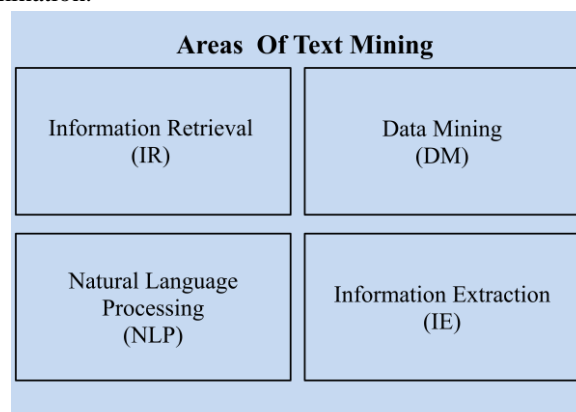 Areas Of Text Mining
Information Retrieval
(IR)
Data Mining
(DM)
Natural Language
Processing
(NLP)
Information Extraction
(IE)